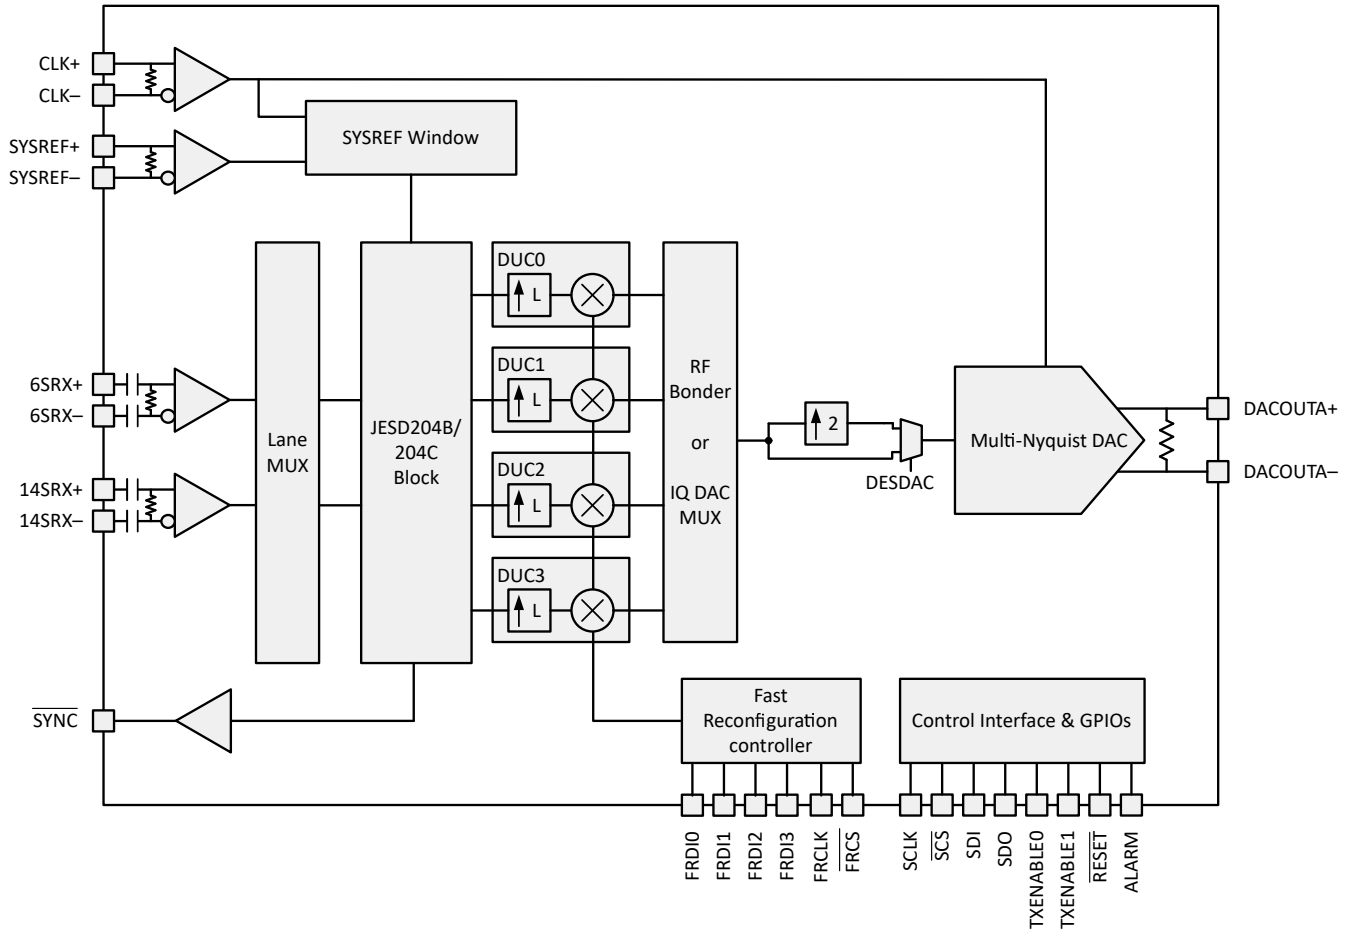 CLK+
CLK–
SYSREF+
SYSREF–
SYSREF Window
DUC0
L
DUC1
L
DUC2
L
DUC3
L
6SRX+
6SRX–
14SRX+
14SRX–
Lane
MUX
JESD204B/
204C
Block
RF
Bonder
or
IQ DAC
MUX
2
DESDAC
Multi-Nyquist DAC
DACOUTA+
DACOUTA–
SYNC
Fast
Reconfiguration
controller
Control Interface & GPIOs
FRDI0
FRDI1
FRDI2
FRDI3
FRCLK
FRCS
SCLK
SCS
SDI
SDO
TXENABLE0
TXENABLE1
RESET
ALARM